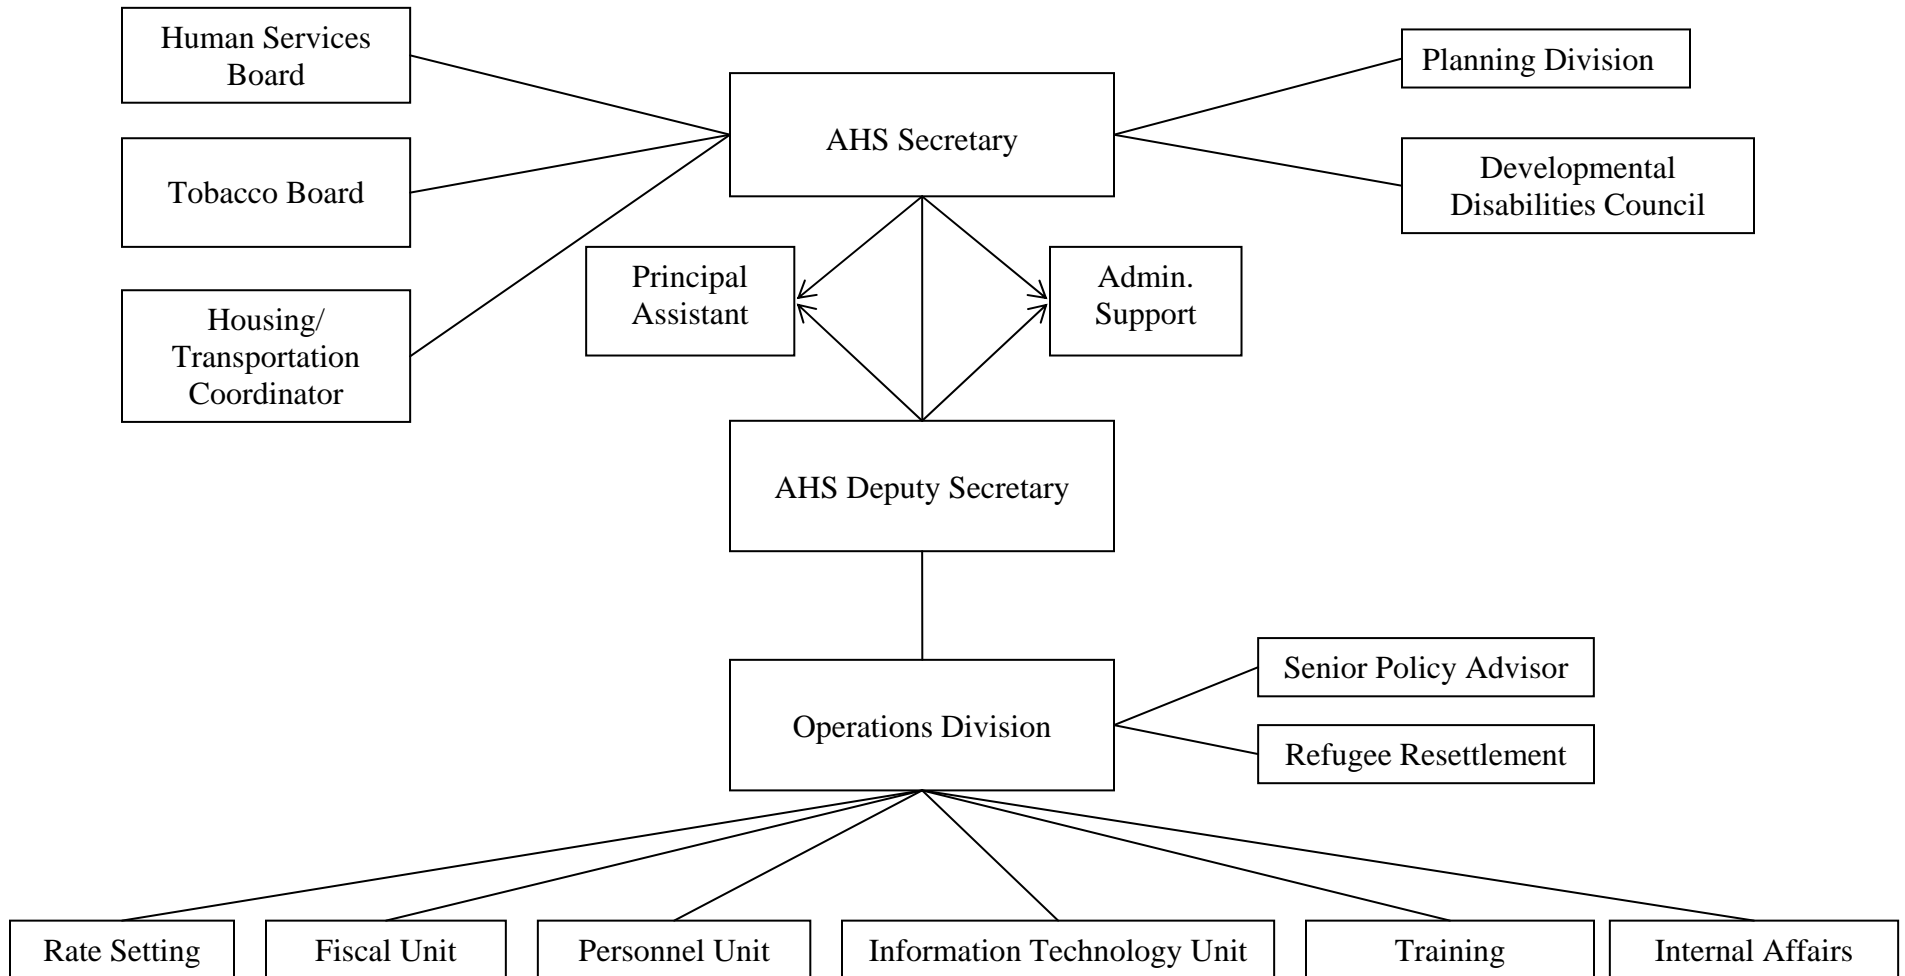 Human Services
Board
Planning Division
AHS Secretary
Tobacco Board
Developmental
Disabilities Council
Principal
Assistant
Admin.
Support
Housing/
Transportation
Coordinator
AHS Deputy Secretary
Senior Policy Advisor
Operations Division
Refugee Resettlement
Rate Setting
Fiscal Unit
Personnel Unit
Information Technology Unit
Training
Internal Affairs